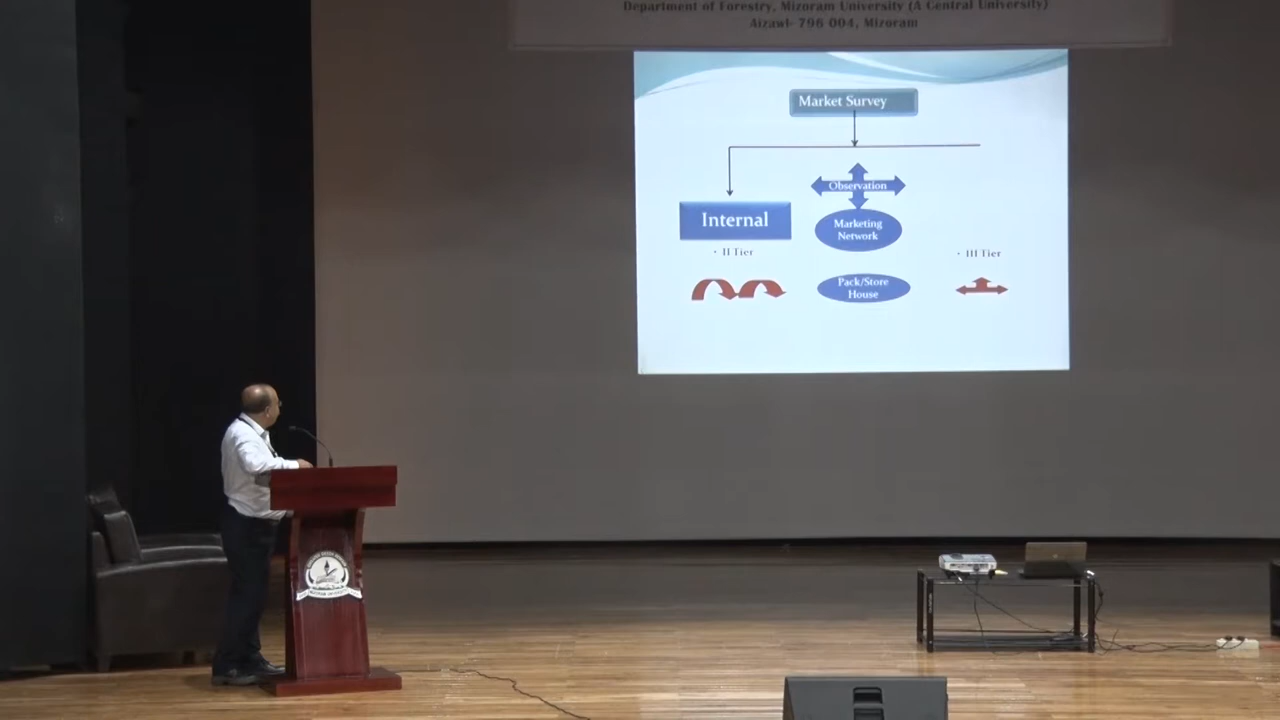 Department of Forestry, Mizoram University (A Central University)
Aizawl- 796 004, Mizoram
Market Survey
Observation
Internal
Marketing
Network
• II Tier
• III Tier
Pack/Store
House